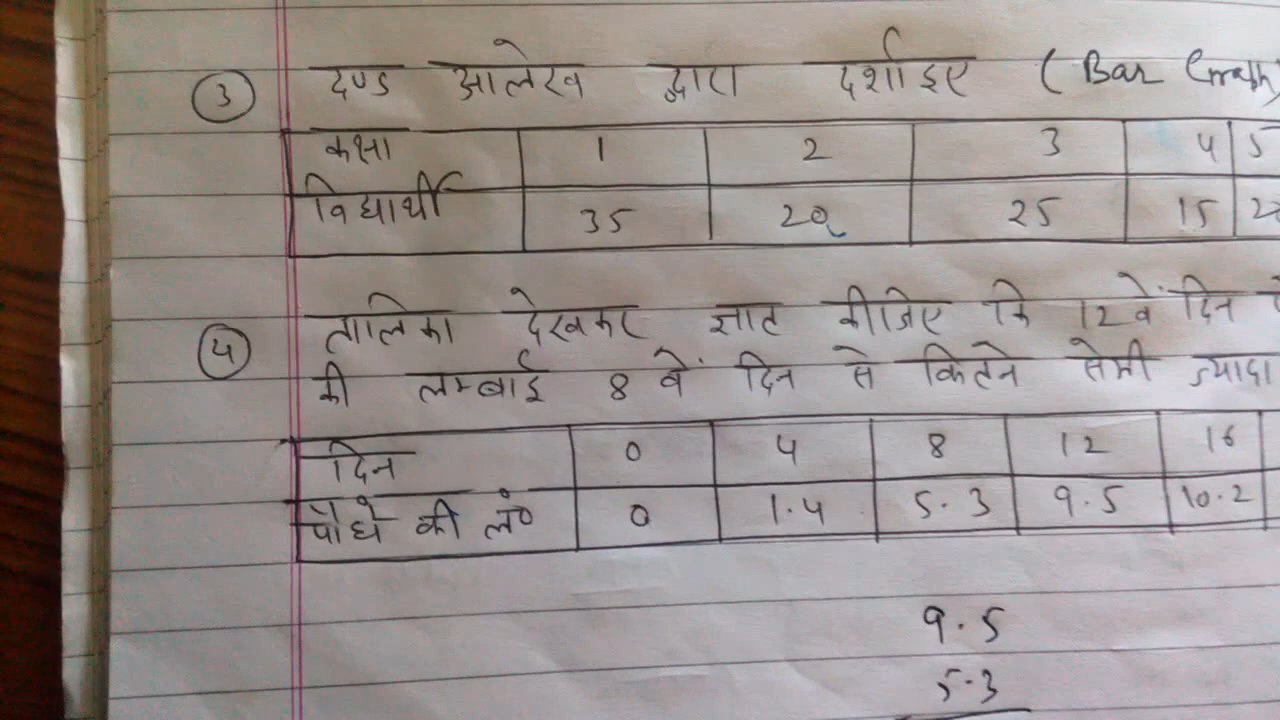 3 दण्ड आलेख द्वारा दर्शाइए ( Bar Graph)
कक्षा 1 2 3 4 5
विद्यार्थी 35 20 25 15
4 तालिका देखकर ज्ञात कीजिए कि 12 वें दिन
की लम्बाई 8 वें दिन से कितने सेमी ज्यादा
दिन 0 4 8 12 16
पौधे की लं० 0 1.4 5.3 9.5 10.2
9.5
5.3